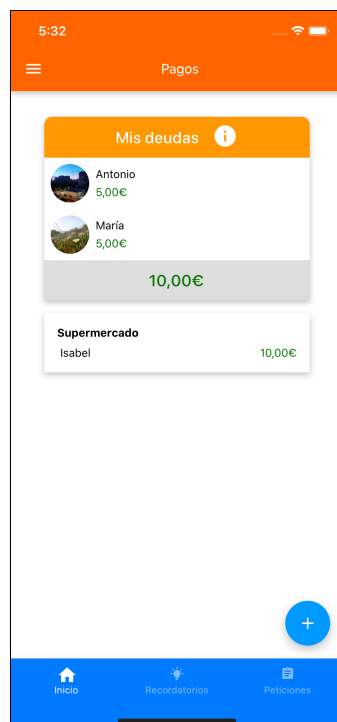 5:32
Pagos
Mis deudas
Antonio
5,00€
María
5,00€
10,00€
Supermercado
Isabel 10,00€
Inicio Recordatorios Peticiones